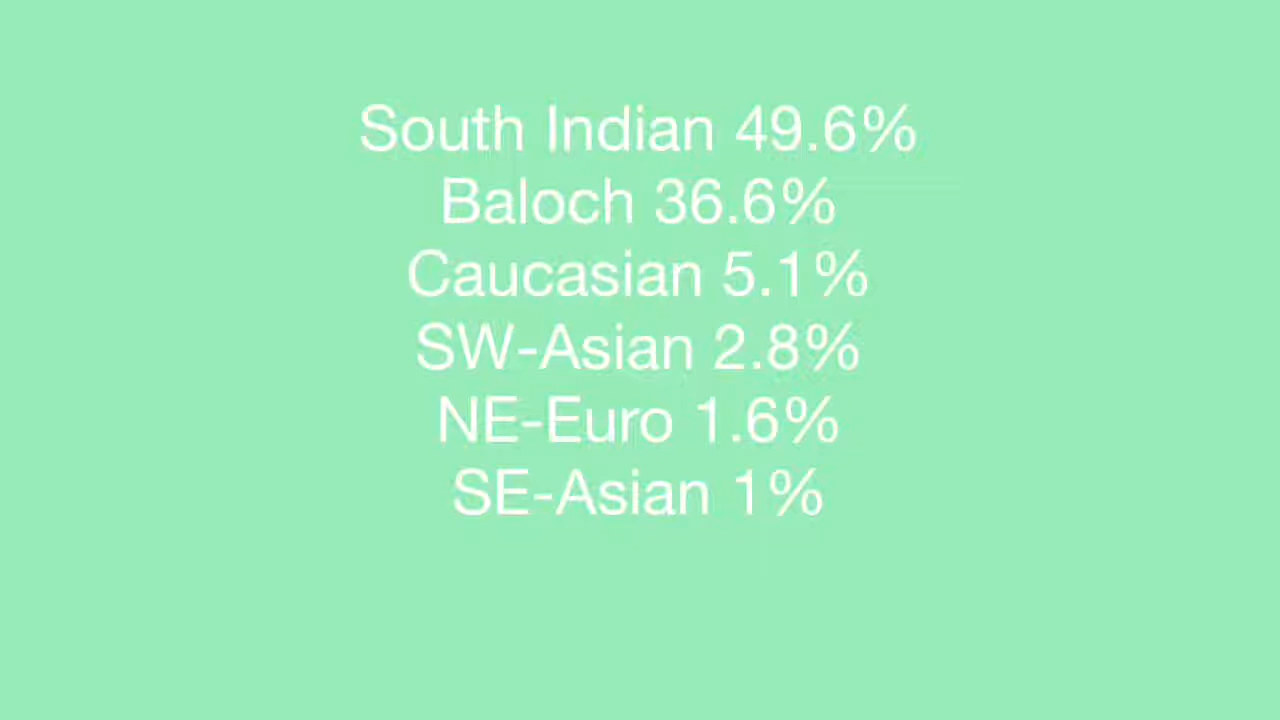 South Indian 49.6%
Baloch 36.6%
Caucasian 5.1%
SW-Asian 2.8%
NE-Euro 1.6%
SE-Asian 1%